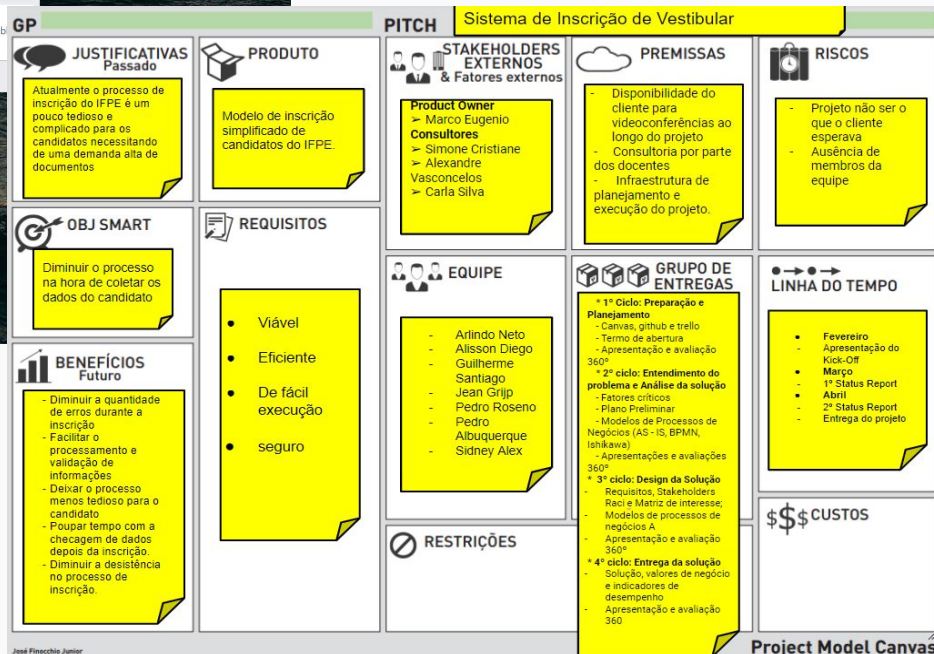 GP
PITCH
Sistema de Inscrição de Vestibular
JUSTIFICATIVAS
Passado
Atualmente o processo de
inscrição do IFPE é um
pouco tedioso e
complicado para os
candidatos necessitando
de uma demanda alta de
documentos
PRODUTO
Modelo de inscrição
simplificado de
candidatos do IFPE.
STAKEHOLDERS
EXTERNOS
& Fatores externos
Product Owner
➢ Marco Eugenio
Consultores
➢ Simone Cristiane
➢ Alexandre
Vasconcelos
➢ Carla Silva
PREMISSAS
- Disponibilidade do
cliente para
videoconferências ao
longo do projeto
- Consultoria por parte
dos docentes
- Infraestrutura de
planejamento e
execução do projeto.
RISCOS
- Projeto não ser o
que o cliente
esperava
- Ausência de
membros da
equipe
OBJ SMART
Diminuir o processo
na hora de coletar os
dados do candidato
REQUISITOS
● Viável
● Eficiente
● De fácil
execução
● seguro
EQUIPE
- Arlindo Neto
- Alisson Diego
- Guilherme
Santiago
- Jean Grijp
- Pedro Roseno
- Pedro
Albuquerque
- Sidney Alex
GRUPO DE
ENTREGAS
* 1º Ciclo: Preparação e
Planejamento
- Canvas, github e trello
- Termo de abertura
- Apresentação e avaliação
360º
* 2º ciclo: Entendimento do
problema e Análise da solução
- Fatores críticos
- Plano Preliminar
- Modelos de Processos de
Negócios (AS - IS, BPMN,
Ishikawa)
- Apresentações e avaliações
360º
* 3º ciclo: Design da Solução
- Requisitos, Stakeholders
Raci e Matriz de interesse;
- Modelos de processos de
negócios A
- Apresentação e avaliação
360º
* 4º ciclo: Entrega da solução
- Solução, valores de negócio
e indicadores de
desempenho
- Apresentação e avaliação
360
LINHA DO TEMPO
● Fevereiro
- Apresentação do
Kick-Off
● Março
- 1º Status Report
● Abril
- 2º Status Report
- Entrega do projeto
BENEFÍCIOS
Futuro
- Diminuir a quantidade
de erros durante a
inscrição
- Facilitar o
processamento e
validação de
informações
- Deixar o processo
menos tedioso para o
candidato
- Poupar tempo com a
checagem de dados
depois da inscrição.
- Diminuir a desistência
no processo de
inscrição.
RESTRIÇÕES
$$$ CUSTOS
José Finocchio Junior
Project Model Canvas